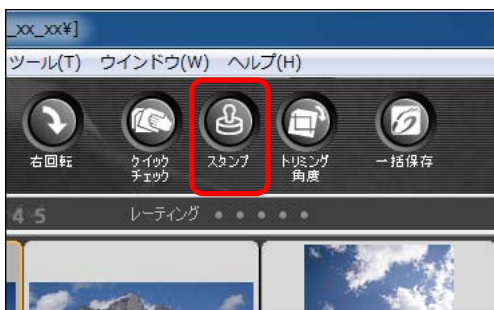 _xx_xx¥]
ツール(T) ウインドウ(W) ヘルプ(H)
右回転
クイック
チェック
スタンプ
トリミング
角度
一括保存
4 5 レーティング